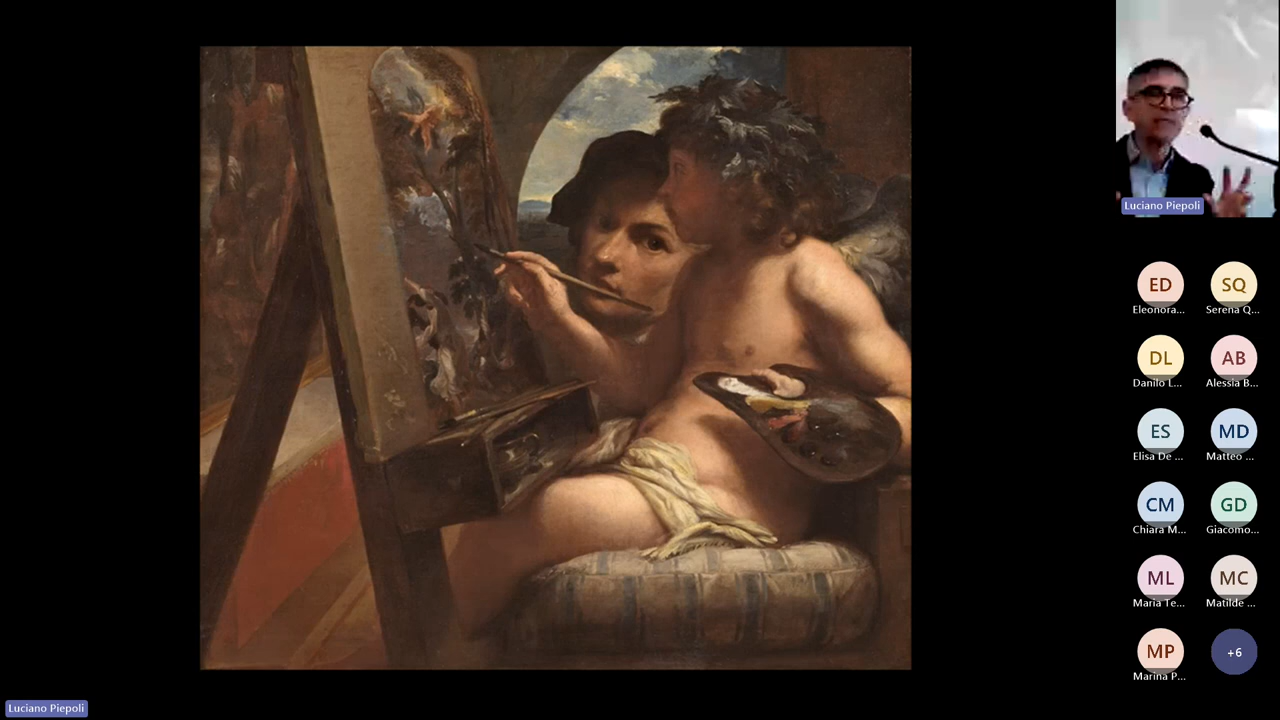 Luciano Piepoli
ED
SQ
Eleonora...
Serena Q...
DL
AB
Danilo L...
Alessia B...
ES
MD
Elisa De ...
Matteo ...
CM
GD
Chiara M...
Giacomo...
ML
MC
Maria Te...
Matilde ...
MP
+6
Marina P...
Luciano Piepoli